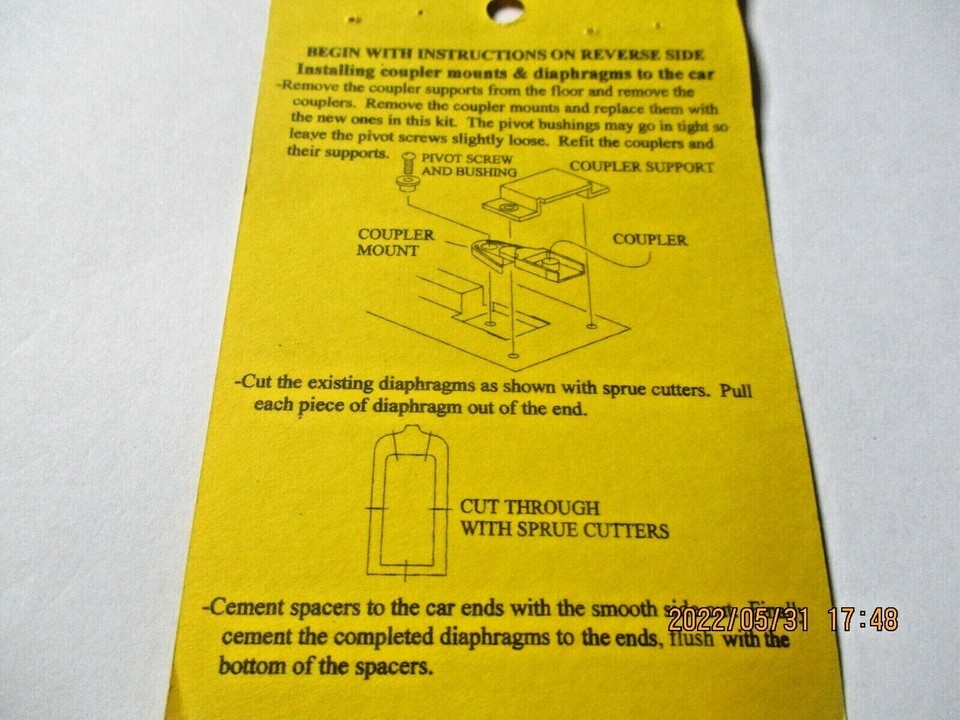 BEGIN WITH INSTRUCTIONS ON REVERSE SIDE
Installing coupler mounts & diaphragms to the car
-Remove the coupler supports from the floor and remove the
couplers. Remove the coupler mounts and replace them with
the new ones in this kit. The pivot bushings may go in tight so
leave the pivot screws slightly loose. Refit the couplers and
their supports.
PIVOT SCREW
AND BUSHING
COUPLER SUPPORT
COUPLER
MOUNT
COUPLER
-Cut the existing diaphragms as shown with sprue cutters. Pull
each piece of diaphragm out of the end.
CUT THROUGH
WITH SPRUE CUTTERS
-Cement spacers to the car ends with the smooth
cement the completed diaphragms to the ends, flush with the
bottom of the spacers.
2022/05/31 17:48